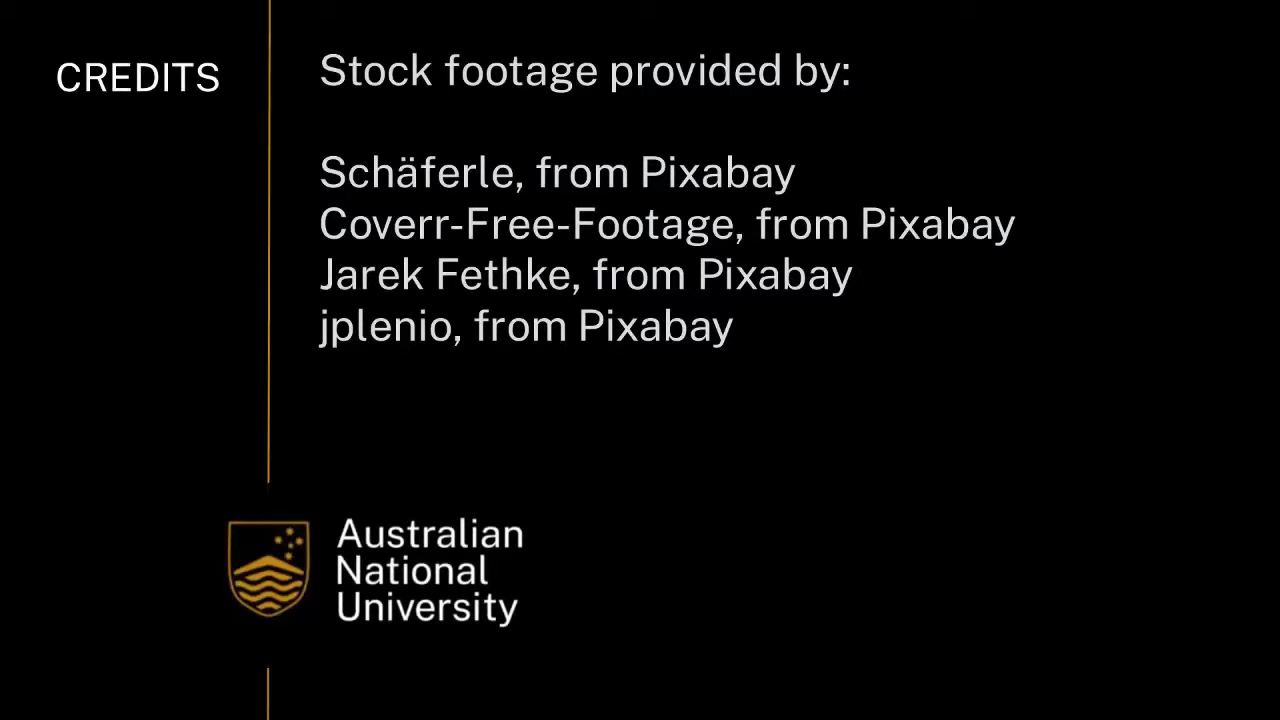 CREDITS
Stock footage provided by:
Schäferle, from Pixabay
Coverr-Free-Footage, from Pixabay
Jarek Fethke, from Pixabay
jplenio, from Pixabay
Australian
National
University